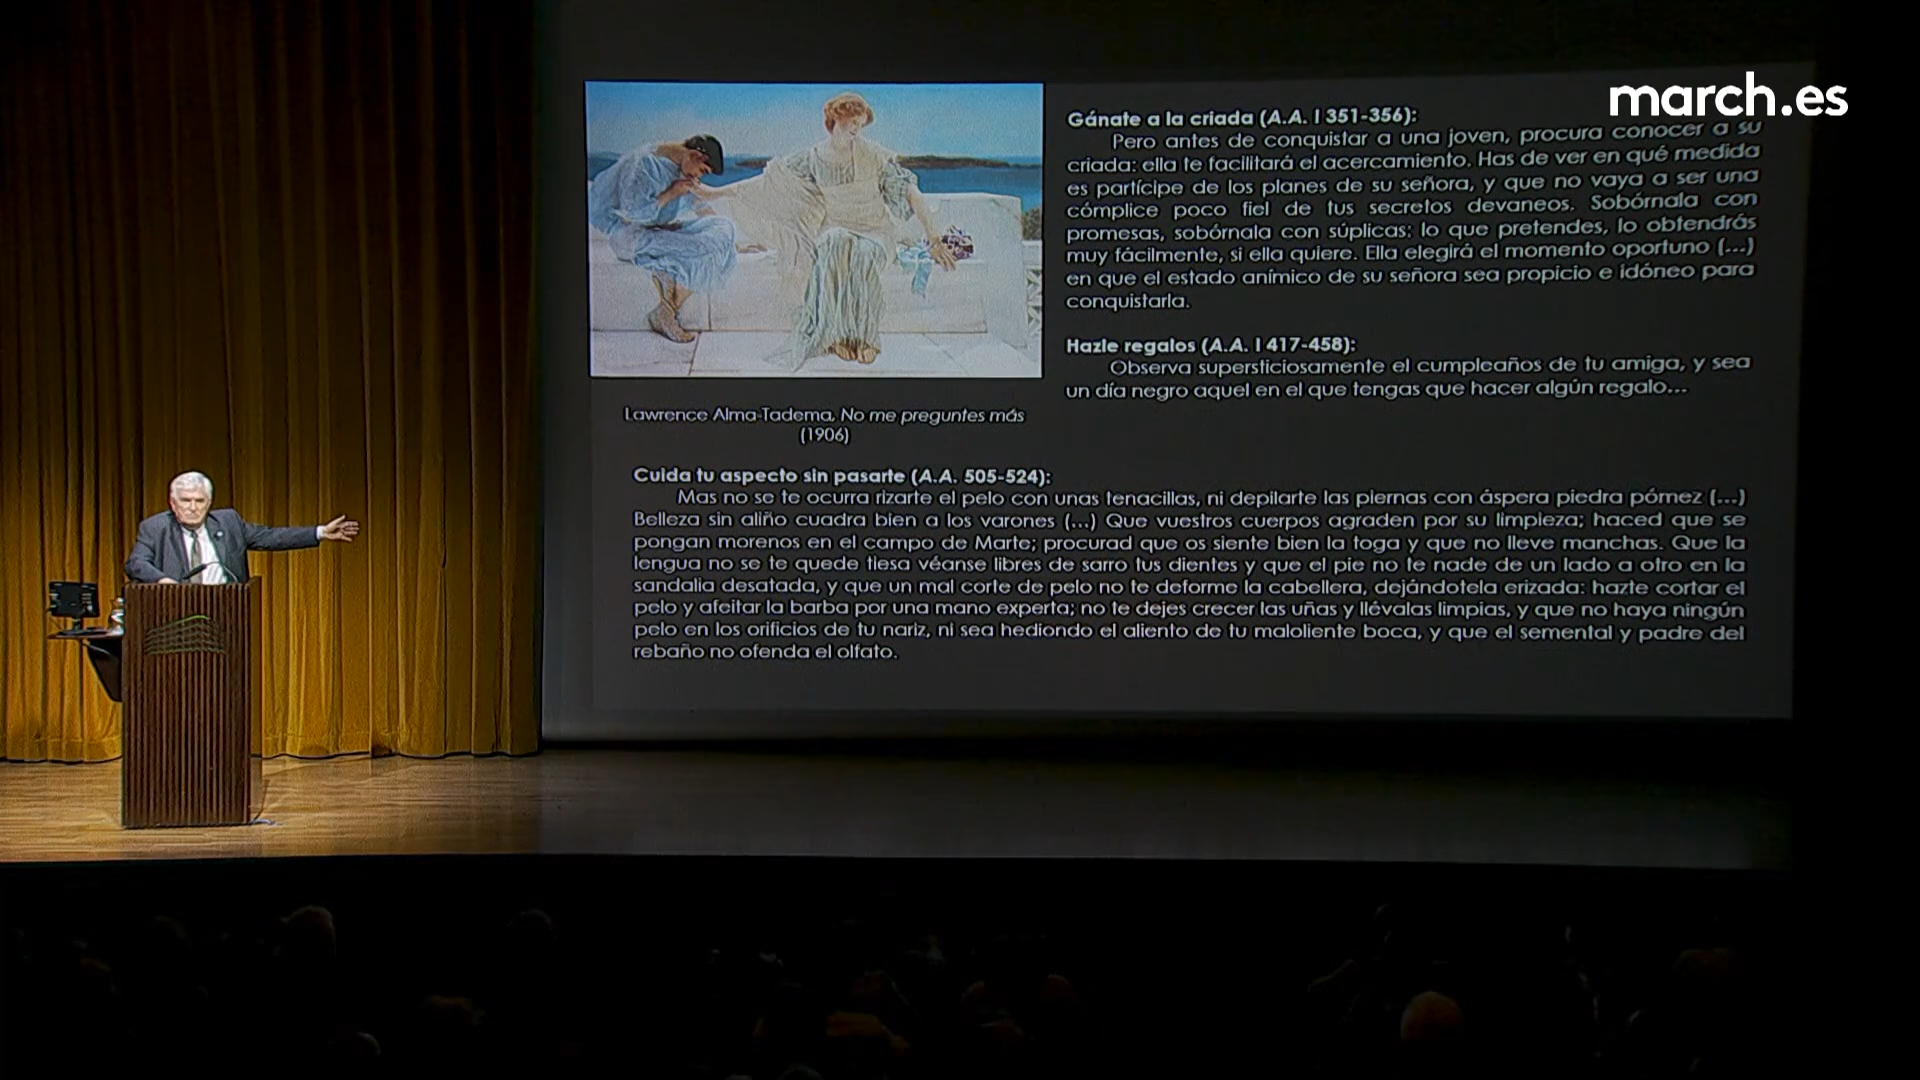 march.es
Gánate a la criada (A.A. I 351-356):
Pero antes de conquistar a una joven, procura conocer a su
criada: ella te facilitará el acercamiento. Has de ver en qué medida
es partícipe de los planes de su señora, y que no vaya a ser una
cómplice poco fiel de tus secretos devaneos. Sobórnala con
promesas, sobórnala con súplicas: lo que pretendes, lo obtendrás
muy fácilmente, si ella quiere. Ella elegirá el momento oportuno (...)
en que el estado anímico de su señora sea propicio e idóneo para
conquistarla.
Hazle regalos (A.A. I 417-458):
Observa supersticiosamente el cumpleaños de tu amiga, y sea
un día negro aquel en el que tengas que hacer algún regalo...
Lawrence Alma-Tadema, No me preguntes más
(1906)
Cuida tu aspecto sin pasarte (A.A. 505-524):
Mas no se te ocurra rizarte el pelo con unas tenacillas, ni depilarte las piernas con áspera piedra pómez (...)
Belleza sin aliño cuadra bien a los varones (...) Que vuestros cuerpos agraden por su limpieza; haced que se
pongan morenos en el campo de Marte; procurad que os siente bien la toga y que no lleve manchas. Que la
lengua no se te quede tiesa véanse libres de sarro tus dientes y que el pie no te nade de un lado a otro en la
sandalia desatada, y que un mal corte de pelo no te deforme la cabellera, dejándotela erizada: hazte cortar el
pelo y afeitar la barba por una mano experta; no te dejes crecer las uñas y llévalas limpias, y que no haya ningún
pelo en los orificios de tu nariz, ni sea hediondo el aliento de tu maloliente boca, y que el semental y padre del
rebaño no ofenda el olfato.